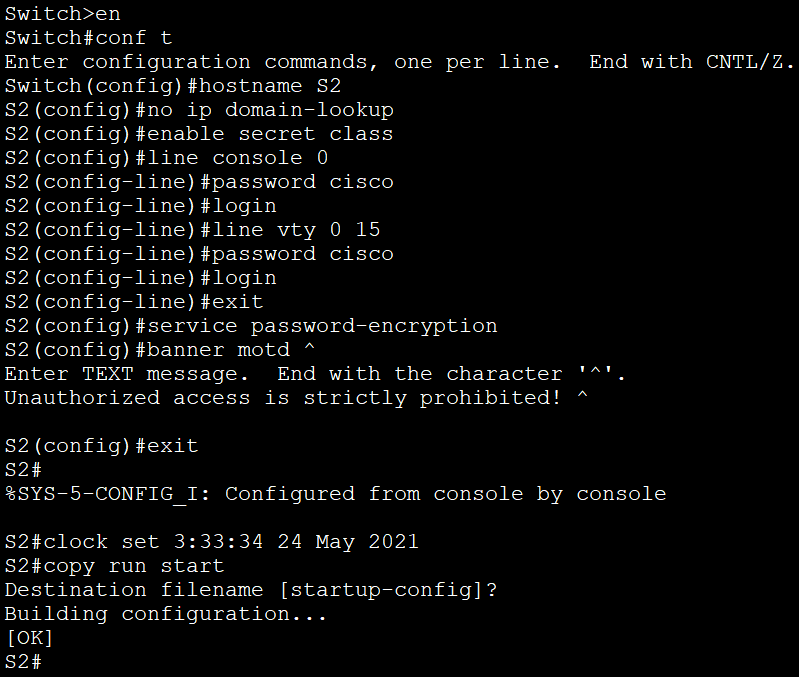 Switch>en
Switch#conf t
Enter configuration commands, one per line.  End with CNTL/Z.
Switch(config)#hostname S2
S2(config)#no ip domain-lookup
S2(config)#enable secret class
S2(config)#line console 0
S2(config-line)#password cisco
S2(config-line)#login
S2(config-line)#line vty 0 15
S2(config-line)#password cisco
S2(config-line)#login
S2(config-line)#exit
S2(config)#service password-encryption
S2(config)#banner motd ^
Enter TEXT message.  End with the character '^'.
Unauthorized access is strictly prohibited! ^

S2(config)#exit
S2#
%SYS-5-CONFIG_I: Configured from console by console

S2#clock set 3:33:34 24 May 2021
S2#copy run start
Destination filename [startup-config]?
Building configuration...
[OK]
S2#